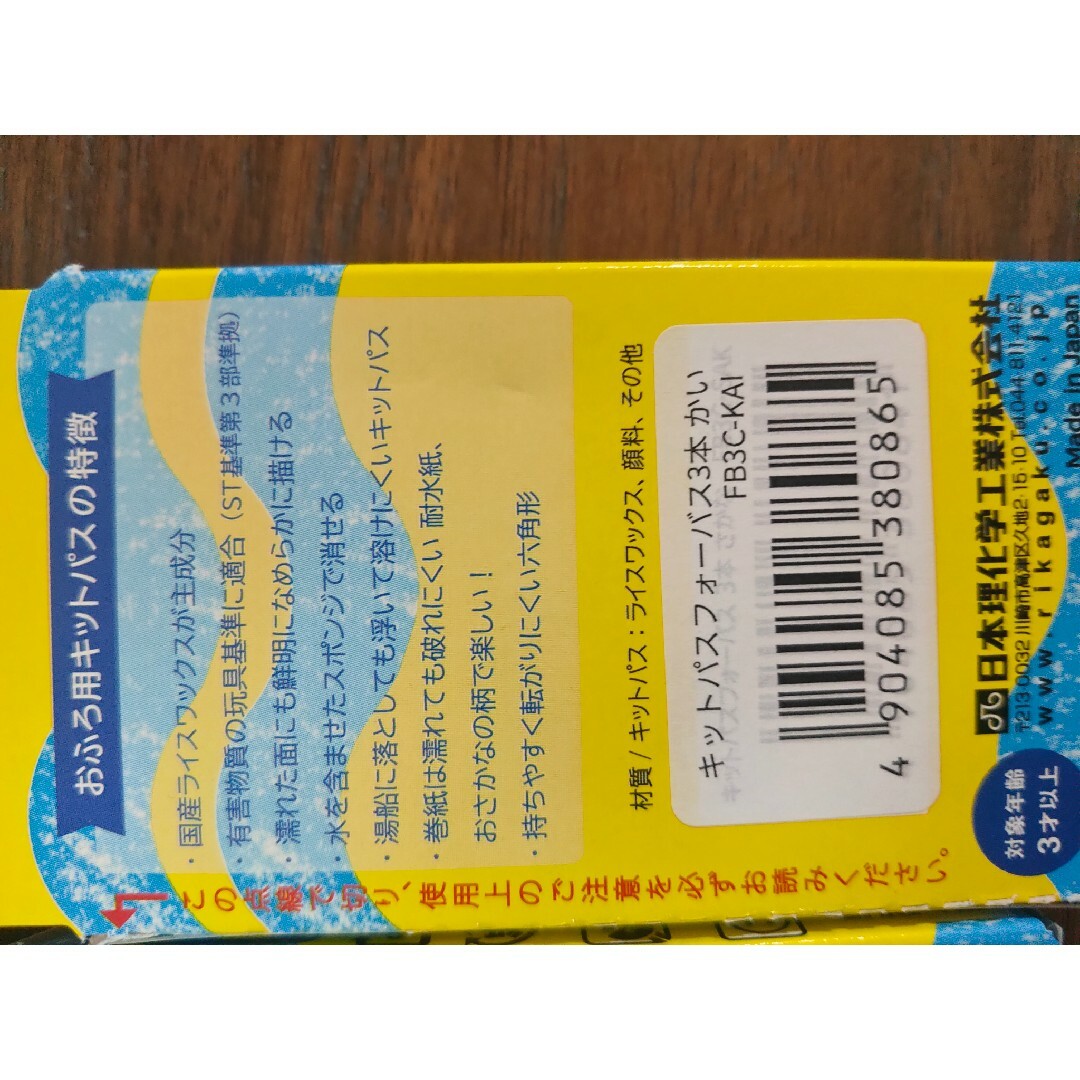 おふろ用キットパスの特徴
・国産ライスワックスが主成分
・有害物質の玩具基準に適合（ST基準第３部準拠）
・濡れた面にも鮮明になめらかに描ける
・水を含ませたスポンジで消せる
・湯船に落としても浮いて溶けにくいキットパス
・巻紙は濡れても破れにくい 耐水紙、
おさかなの柄で楽しい！
・持ちやすく転がりにくい六角形
材質 / キットパス：ライスワックス、顔料、その他
キットパスフォーバス3本 かい
FB3C-KAI
4 904085 380865
日本理化学工業株式会社
〒213-0032 川崎市高津区久地2-15-10 Tel.044-811-4121
www.rikagaku.co.jp
Made in Japan
対象年齢
3才以上
この点線で切り、使用上のご注意を必ずお読みください。